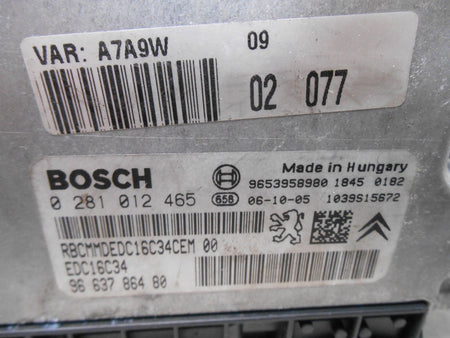 VAR: A7A9W
09
02 077
BOSCH
Made in Hungary
9653958980 1845 0182
0 281 012 465
658
06-10-05
1039S15672
RBCMMDEDC16C34CEM 00
EDC16C34
96 637 864 80